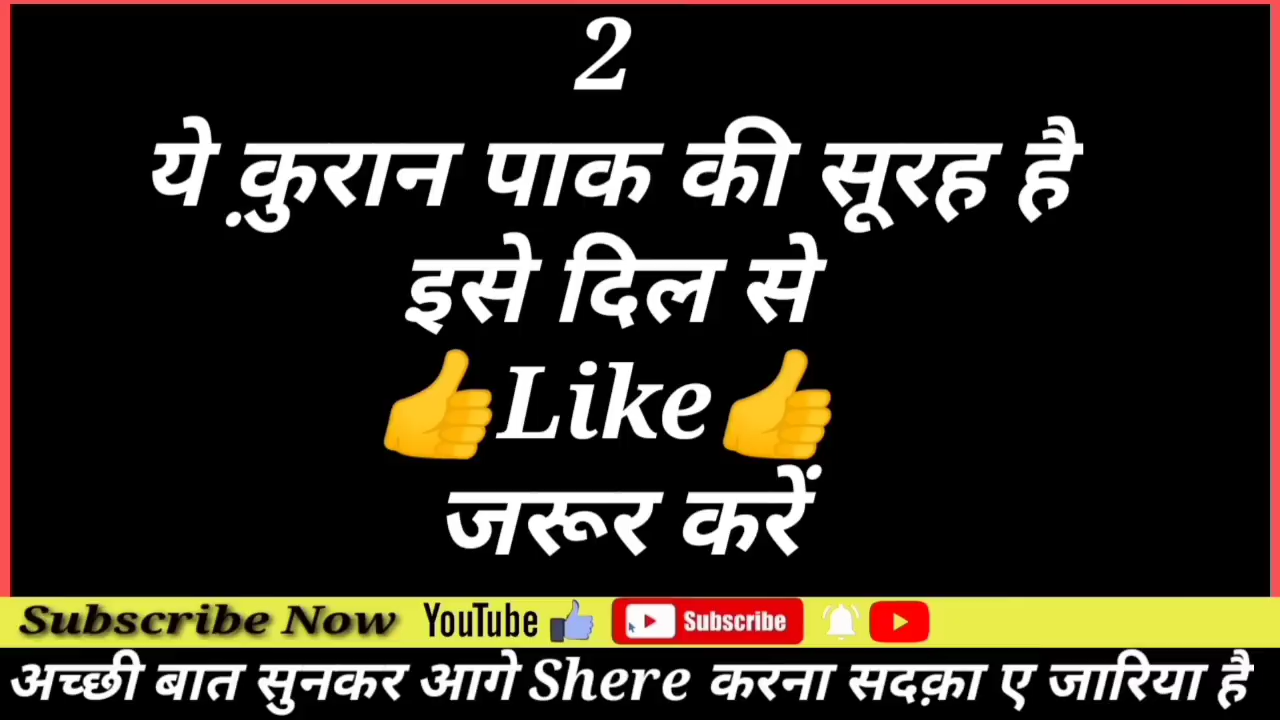 2
ये क़ुरान पाक की सूरह है
इसे दिल से
👍Like👍
जरूर करें
Subscribe Now YouTube Subscribe
अच्छी बात सुनकर आगे Shere करना सदक़ा ए जारिया है